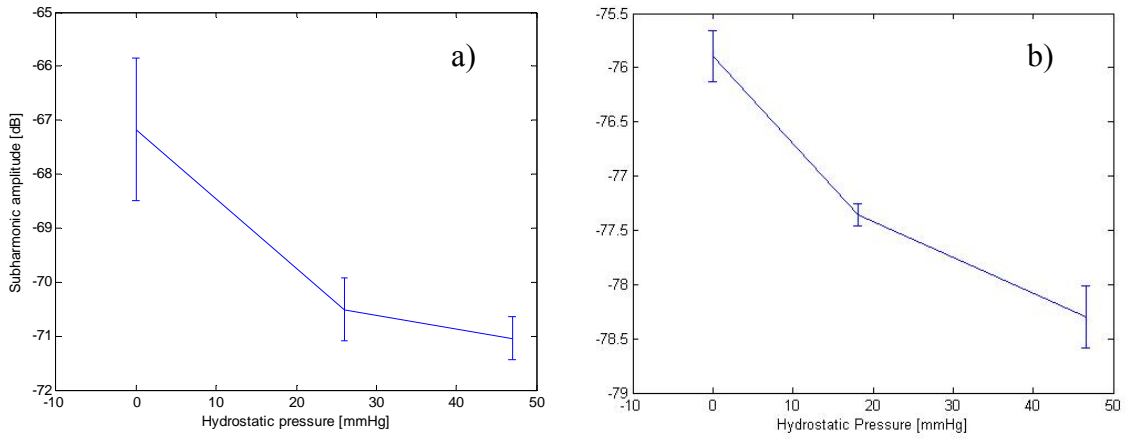 a)
-65
-66
-67
-68
-69
-70
-71
-72
-10 0 10 20 30 40 50
Subharmonic amplitude [dB]
Hydrostatic pressure [mmHg]
b)
-75.5
-76
-76.5
-77
-77.5
-78
-78.5
-79
-10 0 10 20 30 40 50
Hydrostatic Pressure [mmHg]